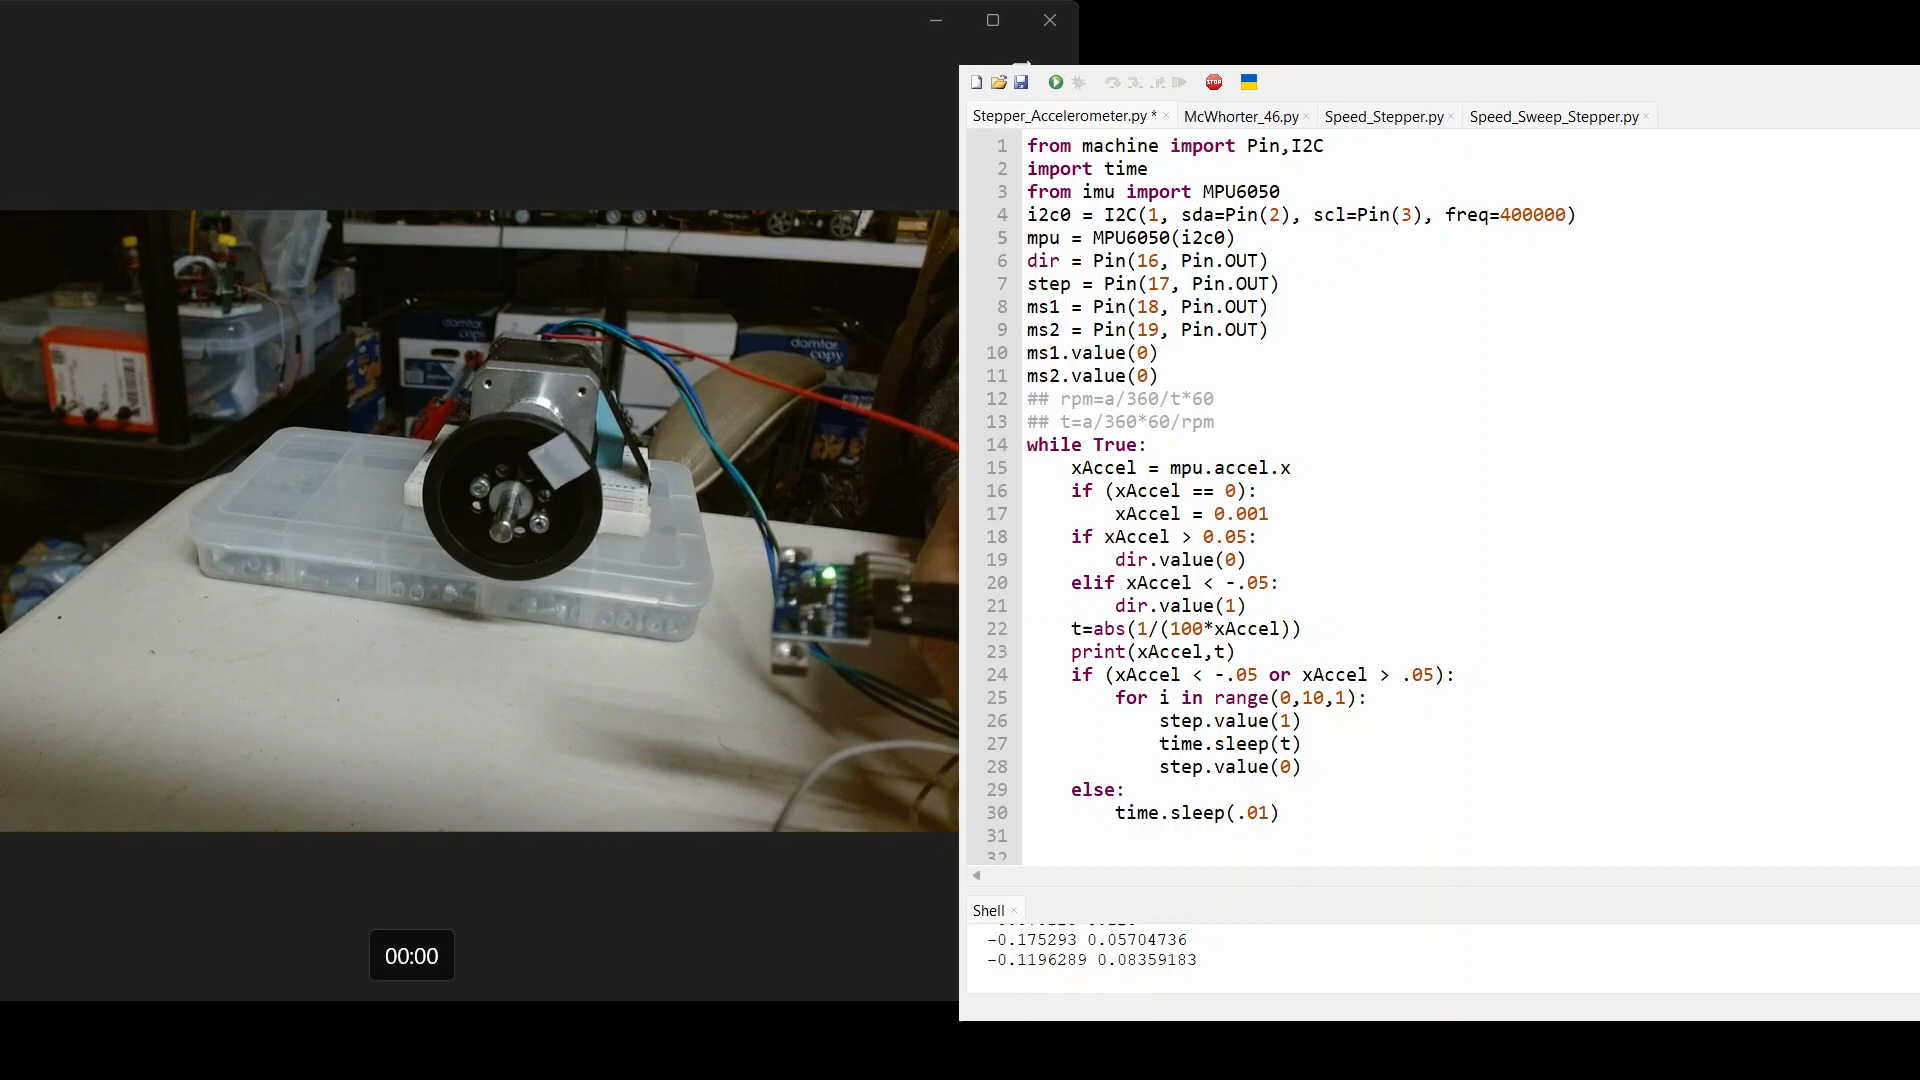 domtar
copy
domtar
copy
STOP
Stepper_Accelerometer.py * × McWhorter_46.py × Speed_Stepper.py × Speed_Sweep_Stepper.py ×
1 from machine import Pin,I2C
2 import time
3 from imu import MPU6050
4 i2c0 = I2C(1, sda=Pin(2), scl=Pin(3), freq=400000)
5 mpu = MPU6050(i2c0)
6 dir = Pin(16, Pin.OUT)
7 step = Pin(17, Pin.OUT)
8 ms1 = Pin(18, Pin.OUT)
9 ms2 = Pin(19, Pin.OUT)
10 ms1.value(0)
11 ms2.value(0)
12 ## rpm=a/360/t*60
13 ## t=a/360*60/rpm
14 while True:
15     xAccel = mpu.accel.x
16     if (xAccel == 0):
17         xAccel = 0.001
18     if xAccel > 0.05:
19         dir.value(0)
20     elif xAccel < -.05:
21         dir.value(1)
22     t=abs(1/(100*xAccel))
23     print(xAccel,t)
24     if (xAccel < -.05 or xAccel > .05):
25         for i in range(0,10,1):
26             step.value(1)
27             time.sleep(t)
28             step.value(0)
29     else:
30         time.sleep(.01)
31
32
Shell ×
-0.175293 0.05704736
-0.1196289 0.08359183
00:00